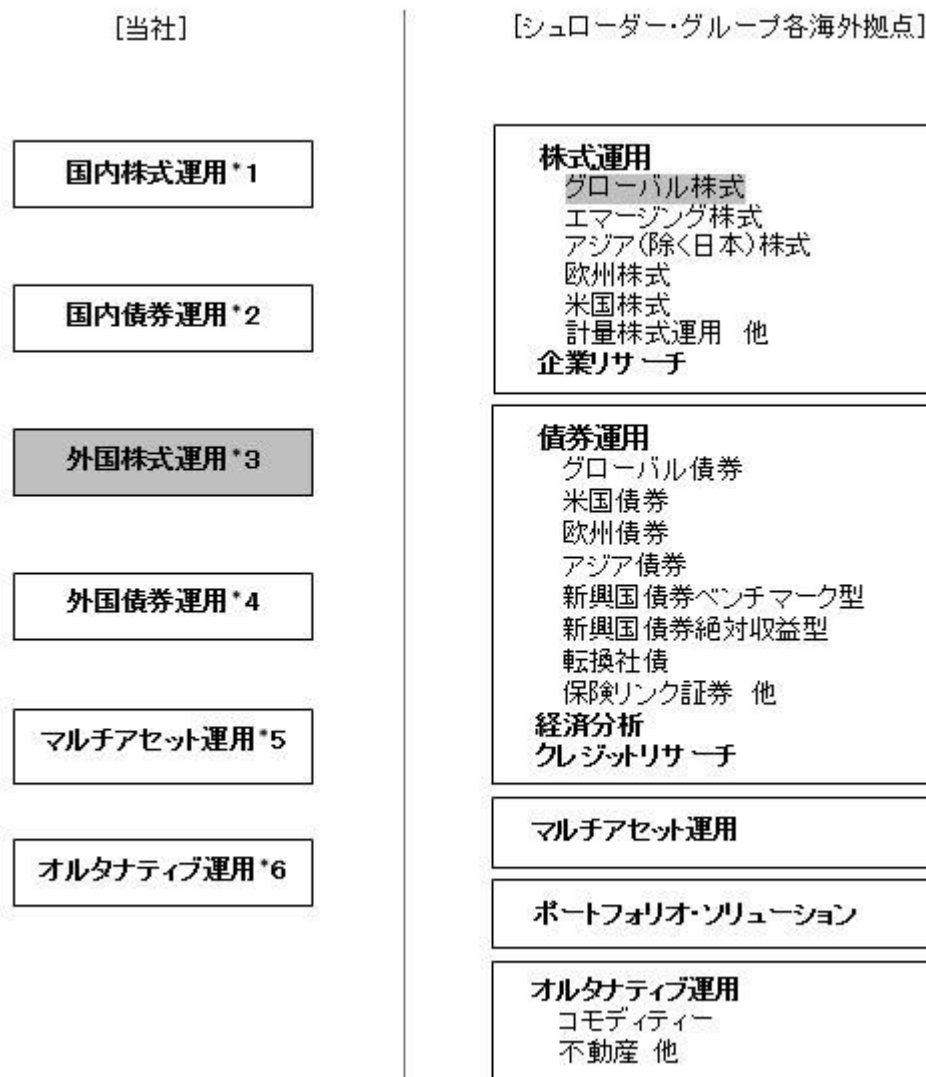 [当社]
国内株式運用*1
国内債券運用*2
外国株式運用*3
外国債券運用*4
マルチアセット運用*5
オルタナティブ運用*6
[シュローダー・グループ各海外拠点]
株式運用
グローバル株式
エマージング株式
アジア(除く日本)株式
欧州株式
米国株式
計量株式運用 他
企業リサーチ
債券運用
グローバル債券
米国債券
欧州債券
アジア債券
新興国債券ベンチマーク型
新興国債券絶対収益型
転換社債
保険リンク証券 他
経済分析
クレジットリサーチ
マルチアセット運用
ポートフォリオ・ソリューション
オルタナティブ運用
コモディティー
不動産 他